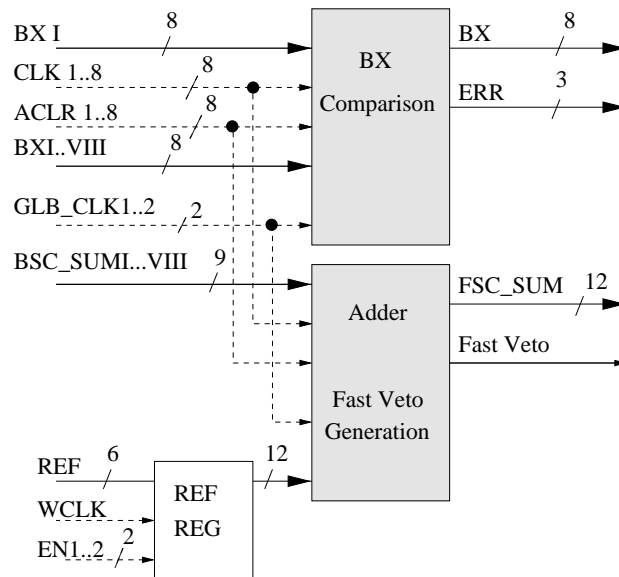 BX I
8
CLK 1..8
8
ACLR 1..8
8
BXI..VIII
8
GLB_CLK1..2
2
BX
Comparison
BX
8
ERR
3
BSC_SUMI...VIII
9
Adder
Fast Veto
Generation
FSC_SUM
12
Fast Veto
REF
6
WCLK
EN1..2
2
REF
REG
12